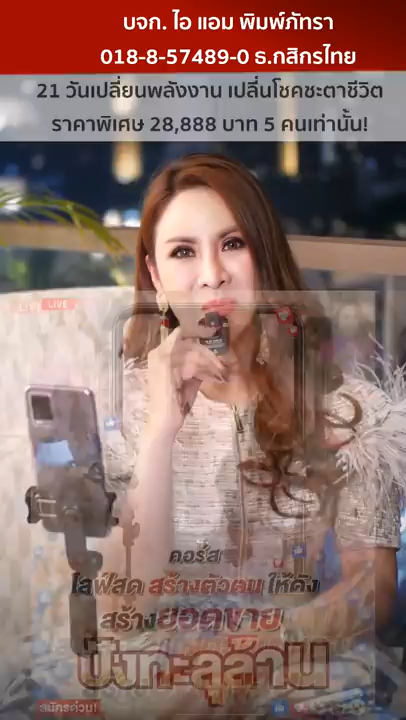 บจก. ไอ แอม พิมพ์ภัทรา
018-8-57489-0 ธ.กสิกรไทย
21 วันเปลี่ยนพลังงาน เปลี่นโชคชะตาชีวิต
ราคาพิเศษ 28,888 บาท 5 คนเท่านั้น!
LIVE LIVE
คอร์ส
ไลฟ์สด สร้างตัวตน ให้ดัง
สร้างยอดขาย
ปังทะลุล้าน
สมัครด่วน!